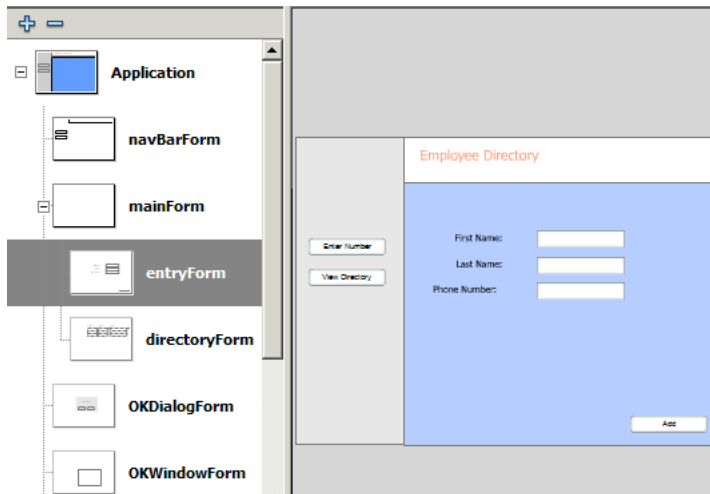 Application
navBarForm
mainForm
entryForm
directoryForm
OKDialogForm
OKWindowForm
Employee Directory
Enter Number
View Directory
First Name:
Last Name:
Phone Number:
Add